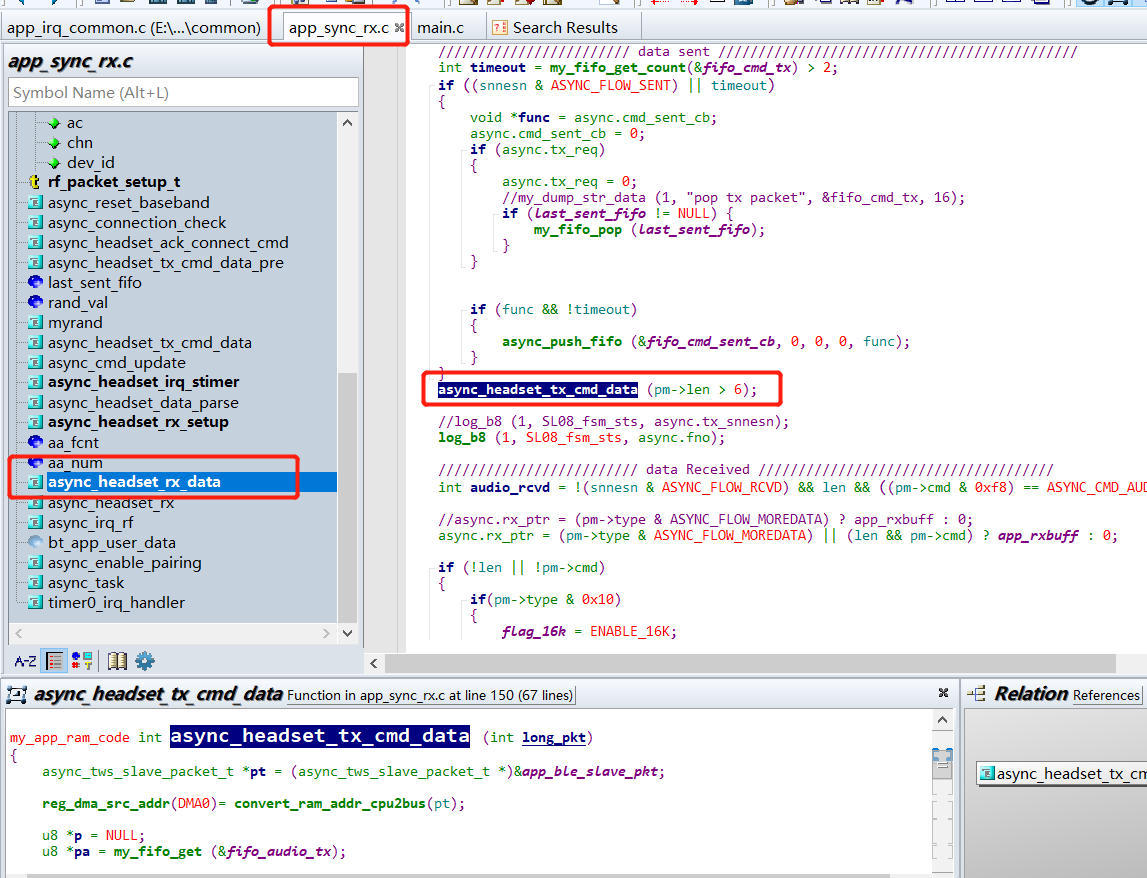 app_irq_common.c (E:\...\common)
app_sync_rx.c
main.c
Search Results
app_sync_rx.c
Symbol Name (Alt+L)
ac
chn
dev_id
rf_packet_setup_t
async_reset_baseband
async_connection_check
async_headset_ack_connect_cmd
async_headset_tx_cmd_data_pre
last_sent_fifo
rand_val
myrand
async_headset_tx_cmd_data
async_cmd_update
async_headset_irq_stimer
async_headset_data_parse
async_headset_rx_setup
aa_fcnt
aa_num
async_headset_rx_data
async_headset_rx
async_irq_rf
bt_app_user_data
async_enable_pairing
async_task
timer0_irq_handler
A-Z
//////////////////////// data sent /////////////////////////////////////////////
int timeout = my_fifo_get_count(&fifo_cmd_tx) > 2;
if ((snnesn & ASYNC_FLOW_SENT) || timeout)
{
void *func = async.cmd_sent_cb;
async.cmd_sent_cb = 0;
if (async.tx_req)
{
async.tx_req = 0;
//my_dump_str_data (1, "pop tx packet", &fifo_cmd_tx, 16);
if (last_sent_fifo != NULL) {
my_fifo_pop (last_sent_fifo);
}
}
if (func && !timeout)
{
async_push_fifo (&fifo_cmd_sent_cb, 0, 0, 0, func);
}
}
async_headset_tx_cmd_data (pm->len > 6);
//log_b8 (1, SL08_fsm_sts, async.tx_snnesn);
log_b8 (1, SL08_fsm_sts, async.fno);
///////////////////////// data Received /////////////////////////////////////
int audio_rcvd = !(snnesn & ASYNC_FLOW_RCVD) && len && ((pm->cmd & 0xf8) == ASYNC_CMD_AUD
//async.rx_ptr = (pm->type & ASYNC_FLOW_MOREDATA) ? app_rxbuff : 0;
async.rx_ptr = (pm->type & ASYNC_FLOW_MOREDATA) || (len && pm->cmd) ? app_rxbuff : 0;
if (!len || !pm->cmd)
{
if(pm->type & 0x10)
{
flag_16k = ENABLE_16K;
async_headset_tx_cmd_data Function in app_sync_rx.c at line 150 (67 lines)
my_app_ram_code int async_headset_tx_cmd_data (int long_pkt)
{
async_tws_slave_packet_t *pt = (async_tws_slave_packet_t *)&app_ble_slave_pkt;
reg_dma_src_addr(DMA0)= convert_ram_addr_cpu2bus(pt);
u8 *p = NULL;
u8 *pa = my_fifo_get (&fifo_audio_tx);
Relation References
async_headset_tx_cm